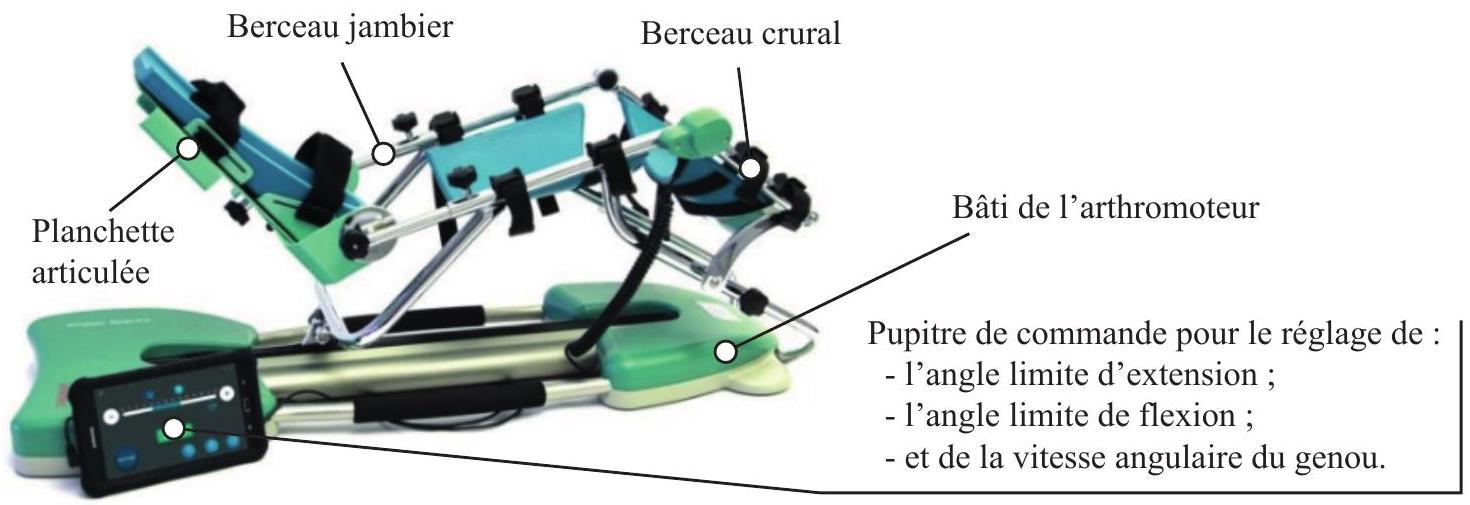 Berceau jambier
Berceau crural
Planchette
articulée
Bâti de l'arthromoteur
Pupitre de commande pour le réglage de :
- l'angle limite d'extension ;
- l'angle limite de flexion ;
- et de la vitesse angulaire du genou.